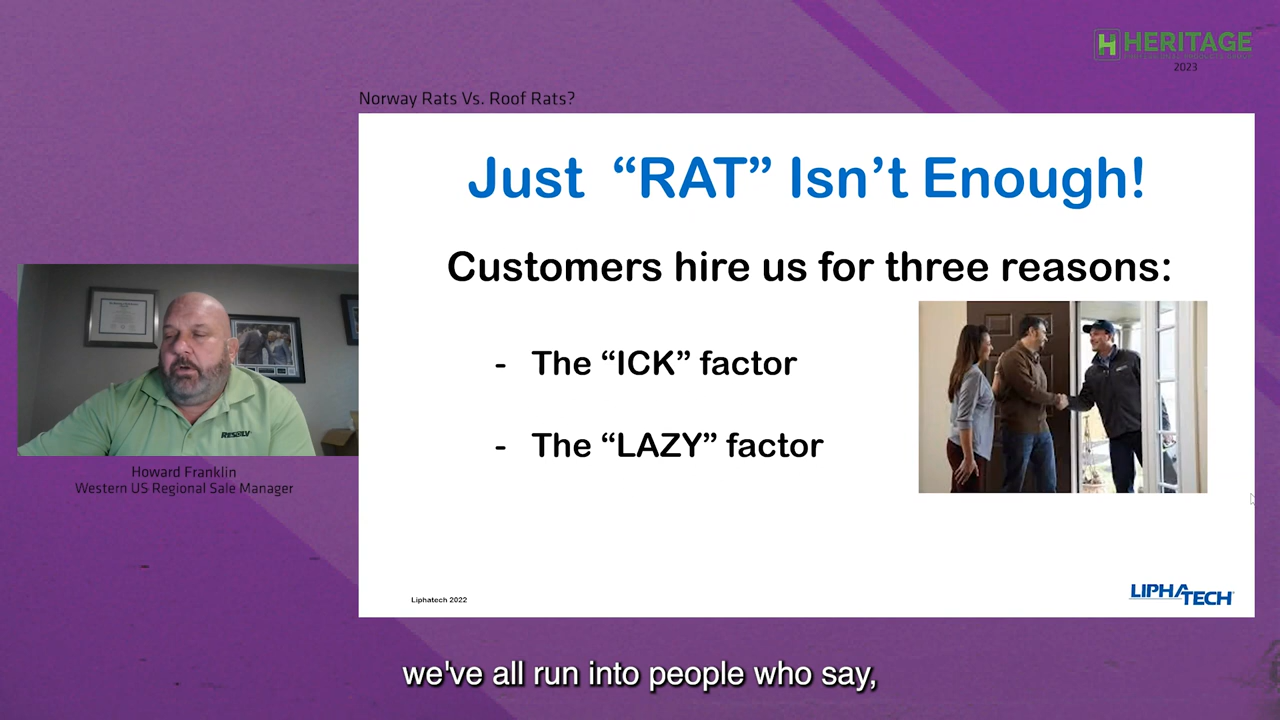 HERITAGE
2023
Norway Rats Vs. Roof Rats?
Just “RAT” Isn’t Enough!
Customers hire us for three reasons:
- The “ICK” factor
- The “LAZY” factor
RESOLV
Howard Franklin
Western US Regional Sale Manager
Liphatech 2022
LIPHATECH
we've all run into people who say,